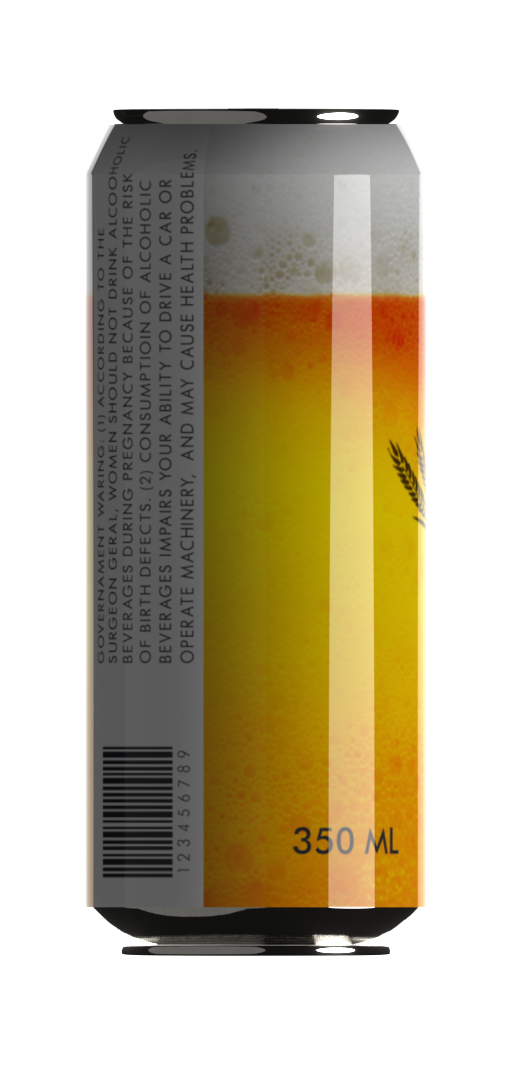 GOVERNAMENT WARING: (1) ACCORDING TO THE
SURGEON GERAL, WOMEN SHOULD NOT DRINK ALCOOHOLIC
BEVERAGES DURING PREGNANCY BECAUSE OF THE RISK
OF BIRTH DEFECTS. (2) CONSUMPTIOIN OF ALCOHOLIC
BEVERAGES IMPAIRS YOUR ABILITY TO DRIVE A CAR OR
OPERATE MACHINERY, AND MAY CAUSE HEALTH PROBLEMS.
123456789
350 ML